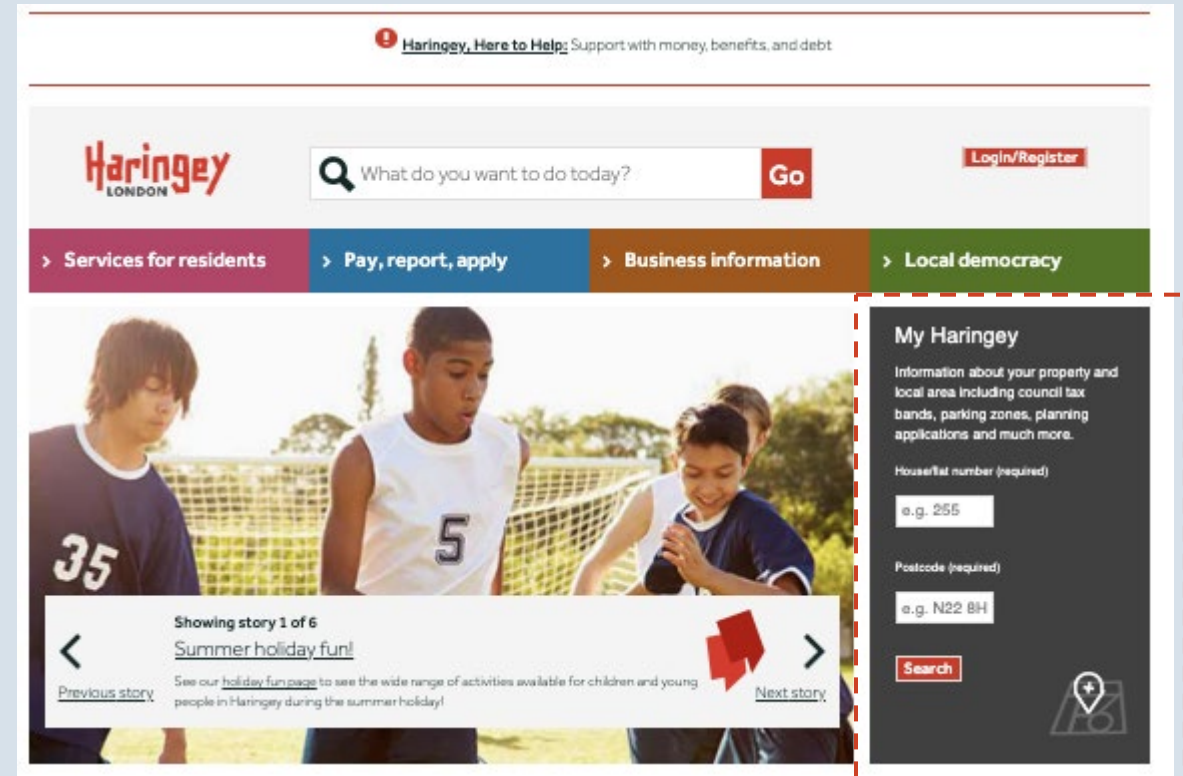 Haringey, Here to Help: Support with money, benefits, and debt
Haringey
LONDON
What do you want to do today?
Go
Login/Register
> Services for residents
> Pay, report, apply
> Business information
> Local democracy
35
5
Showing story 1 of 6
Summer holiday fun!
See our holiday fun page to see the wide range of activities available for children and young
people in Haringey during the summer holiday!
Previous story
Next story
My Haringey
Information about your property and
local area including council tax
bands, parking zones, planning
applications and much more.
House/flat number (required)
e.g. 255
Postcode (required)
e.g. N22 8H
Search